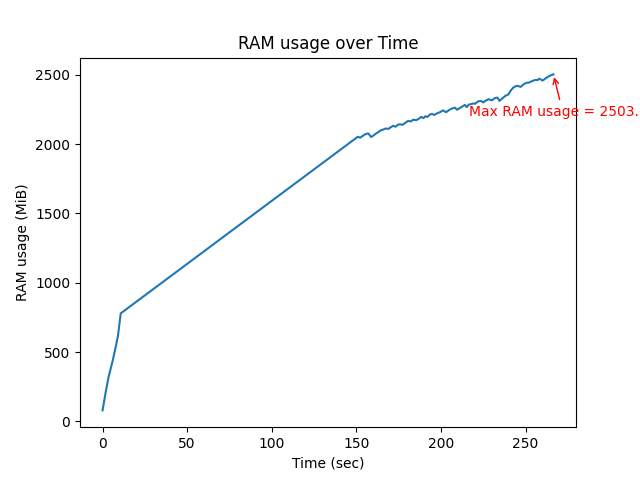 RAM usage over Time
RAM usage (MiB)
2500
2000
1500
1000
500
0
Max RAM usage = 2503.
0 50 100 150 200 250
Time (sec)